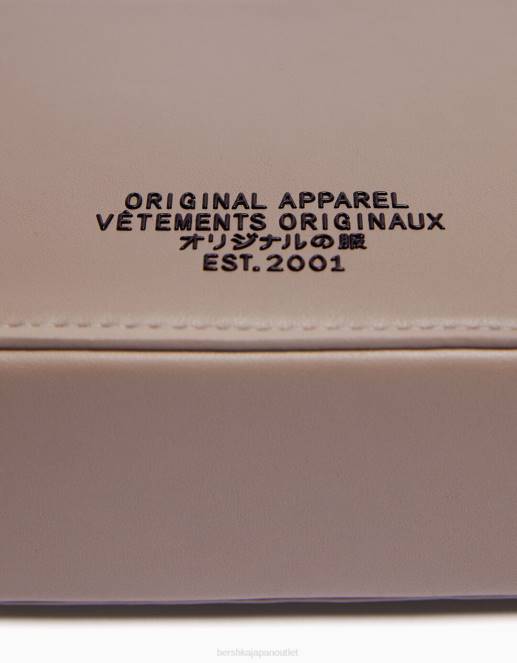 ORIGINAL APPAREL
VÊTEMENTS ORIGINAUX
オリジナルの服
EST.2001
bershkajapanoutlet